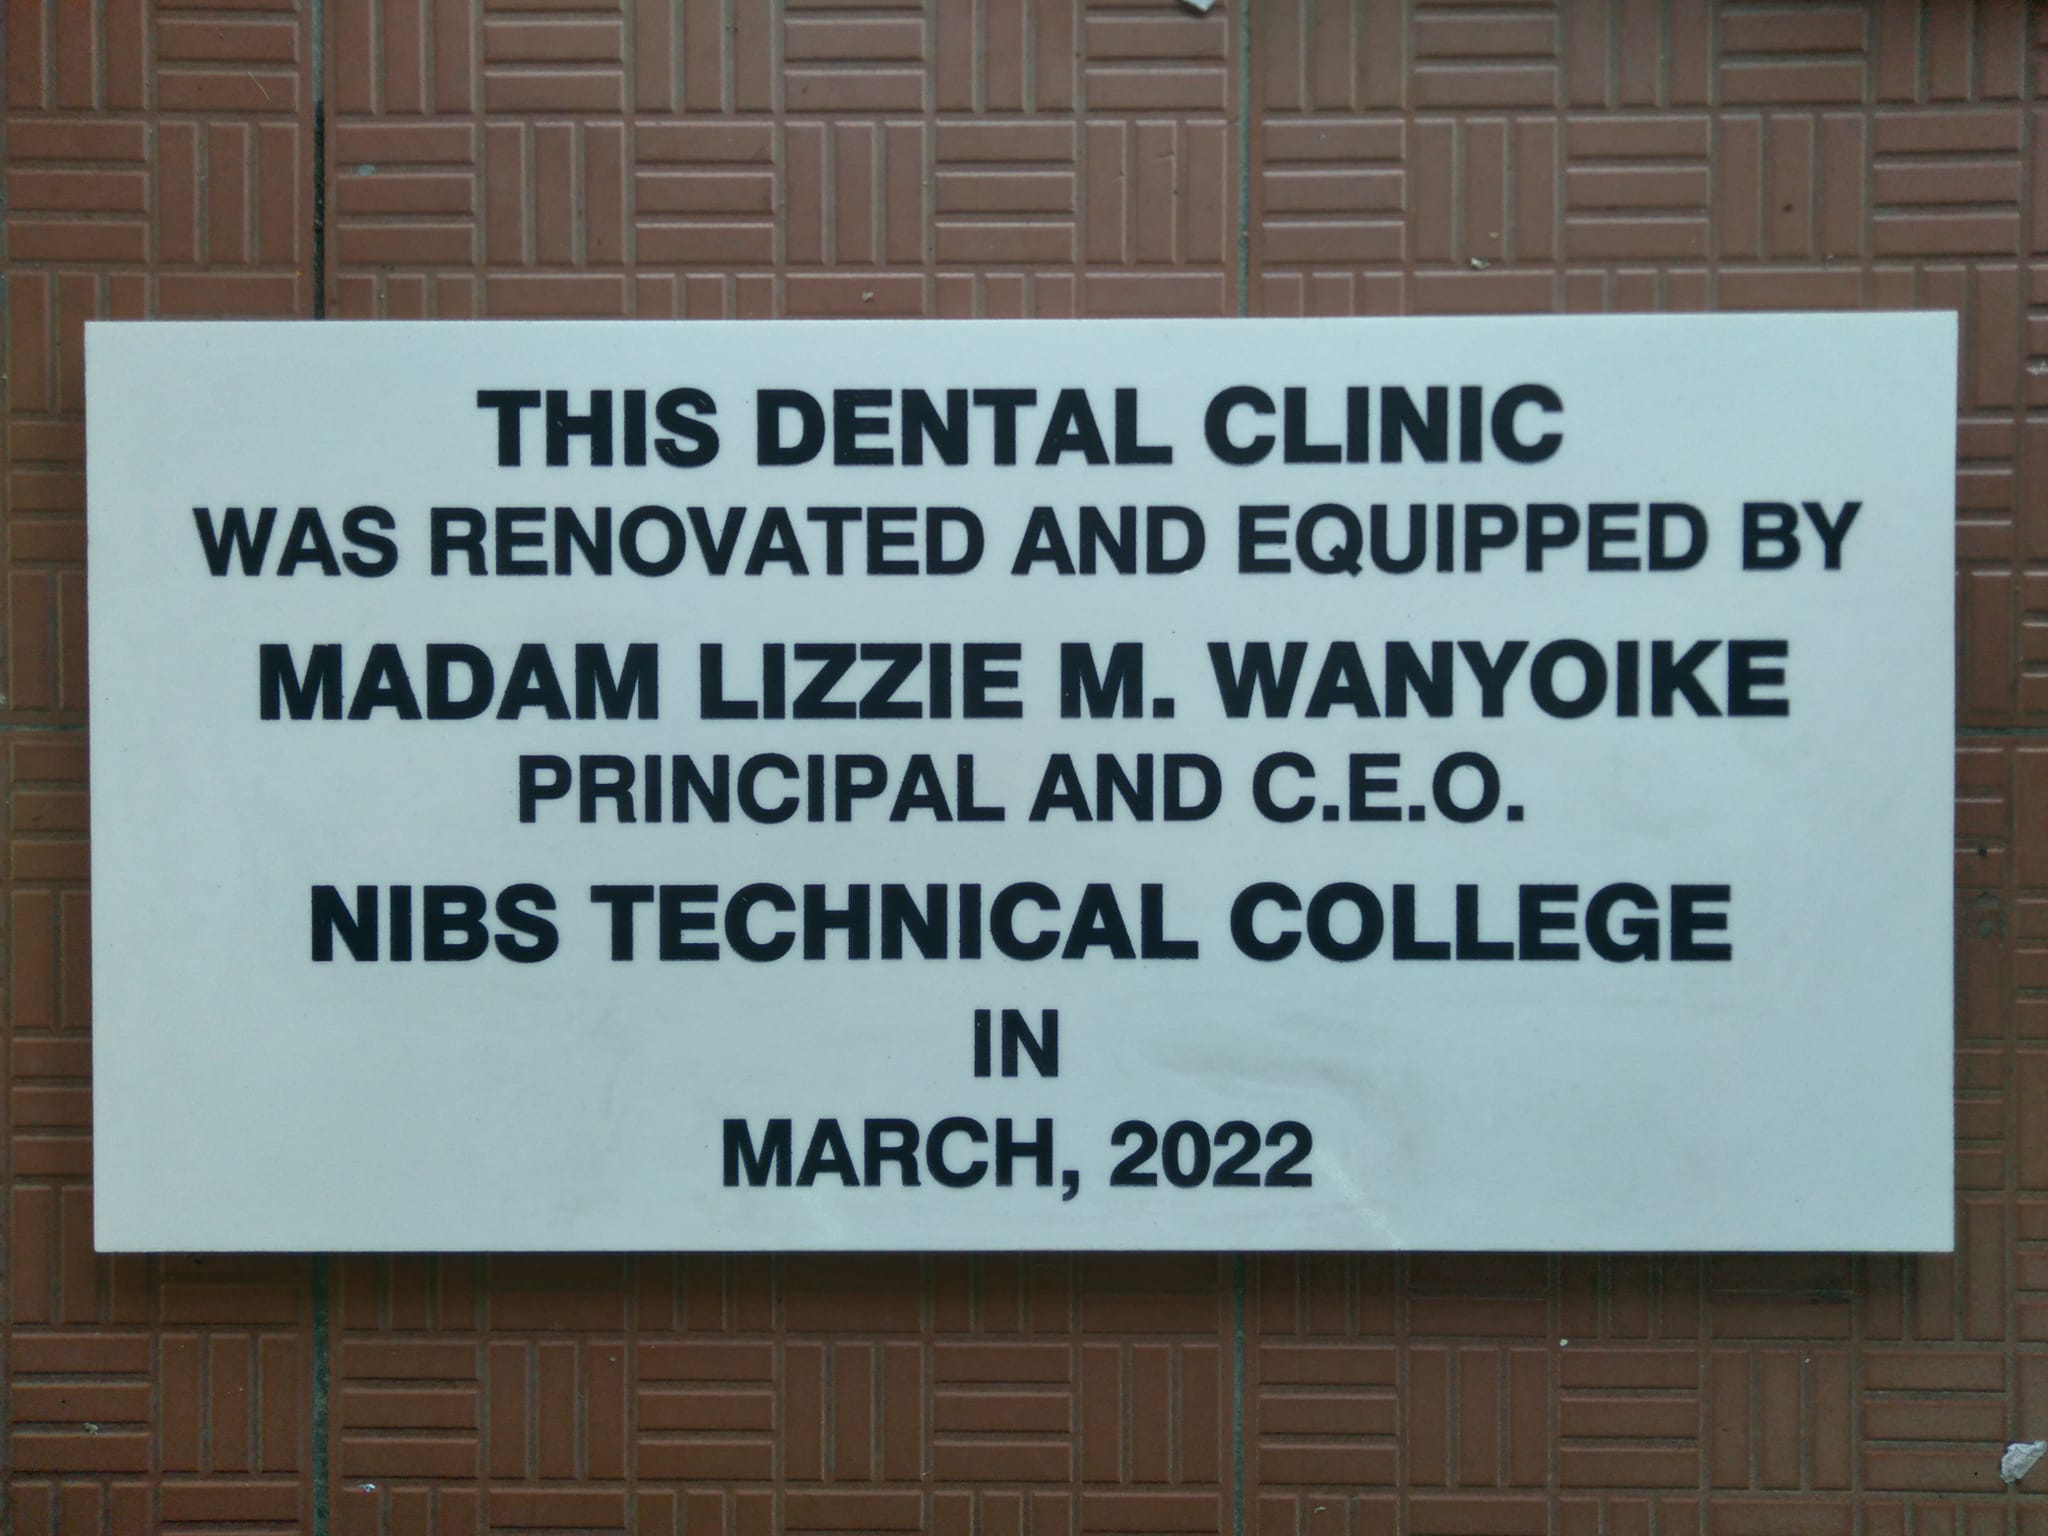 THIS DENTAL CLINIC
WAS RENOVATED AND EQUIPPED BY
MADAM LIZZIE M. WANYOIKE
PRINCIPAL AND C.E.O.
NIBS TECHNICAL COLLEGE
IN
MARCH, 2022